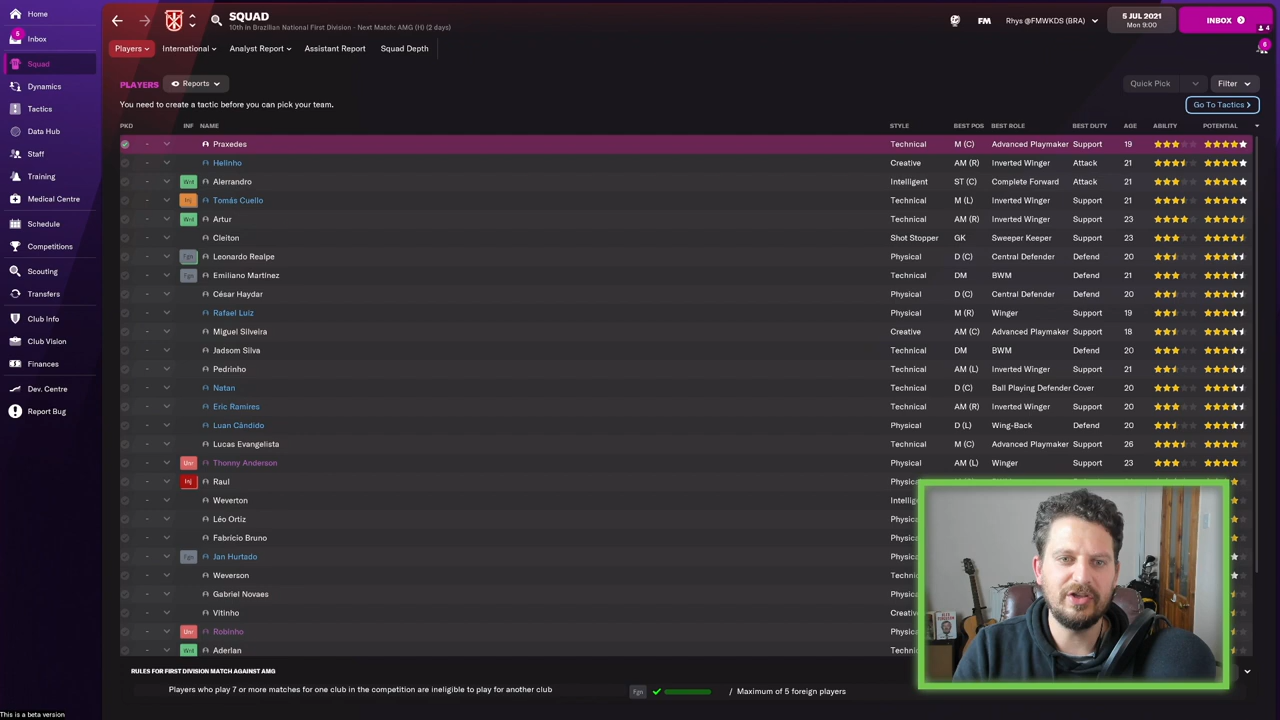 Home
5
Inbox
Squad
Dynamics
Tactics
Data Hub
Staff
Training
Medical Centre
Schedule
Competitions
Scouting
Transfers
Club Info
Club Vision
Finances
Dev. Centre
Report Bug
SQUAD
10th in Brazilian National First Division - Next Match: AMG (H) (2 days)
FM
Rhys @FMWKDS (BRA)
5 JUL 2021
Mon 9:00
INBOX
4
6
Players
International
Analyst Report
Assistant Report
Squad Depth
PLAYERS
Reports
Quick Pick
Filter
You need to create a tactic before you can pick your team.
Go To Tactics
PKD INF NAME STYLE BEST POS BEST ROLE BEST DUTY AGE ABILITY POTENTIAL
- Praxedes Technical M (C) Advanced Playmaker Support 19
- Helinho Creative AM (R) Inverted Winger Attack 21
- Wnt Alerrandro Intelligent ST (C) Complete Forward Attack 21
- Inj Tomás Cuello Technical M (L) Inverted Winger Support 21
- Wnt Artur Technical AM (R) Inverted Winger Support 23
- Cleiton Shot Stopper GK Sweeper Keeper Support 23
- Fgn Leonardo Realpe Physical D (C) Central Defender Defend 20
- Fgn Emiliano Martínez Technical DM BWM Support 21
- César Haydar Physical D (C) Central Defender Defend 20
- Rafael Luiz Physical M (R) Winger Support 19
- Miguel Silveira Creative AM (C) Advanced Playmaker Support 18
- Jadsom Silva Technical DM BWM Defend 20
- Pedrinho Technical AM (L) Inverted Winger Support 21
- Natan Technical D (C) Ball Playing Defender Cover 20
- Eric Ramires Technical AM (R) Inverted Winger Support 20
- Luan Cândido Physical D (L) Wing-Back Defend 20
- Lucas Evangelista Technical M (C) Advanced Playmaker Support 26
- Unr Thonny Anderson Physical AM (L) Winger Support 23
- Inj Raul
- Weverton
- Léo Ortiz
- Fabrício Bruno
- Fgn Jan Hurtado
- Weverson
- Gabriel Novaes
- Vitinho
- Unr Robinho
- Wnt Aderlan
RULES FOR FIRST DIVISION MATCH AGAINST AMG
Players who play 7 or more matches for one club in the competition are ineligible to play for another club
Fgn / Maximum of 5 foreign players
This is a beta version